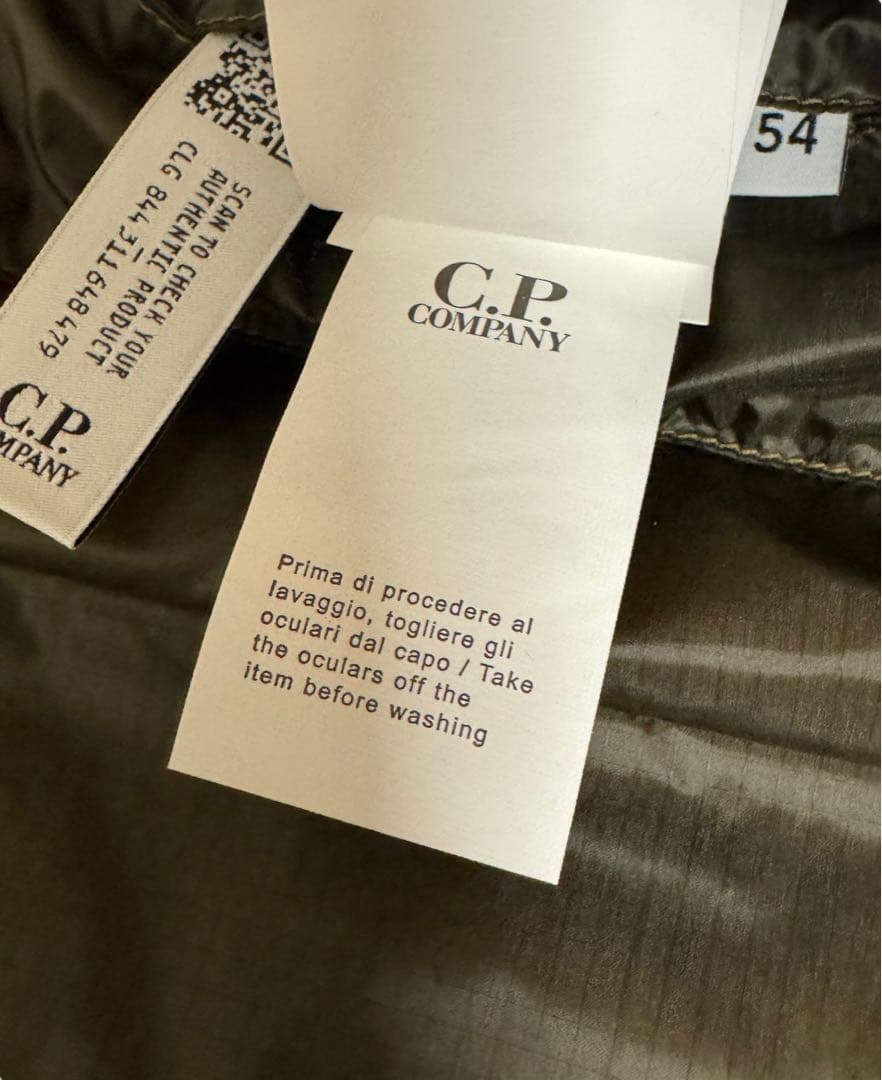 54
C.P.
COMPANY
Prima di procedere al
lavaggio, togliere gli
oculari dal capo / Take
the oculars off the
item before washing
SCAN TO CHECK YOUR
AUTHENTIC PRODUCT
CLG 844 311 648 479
C.P.
MPANY